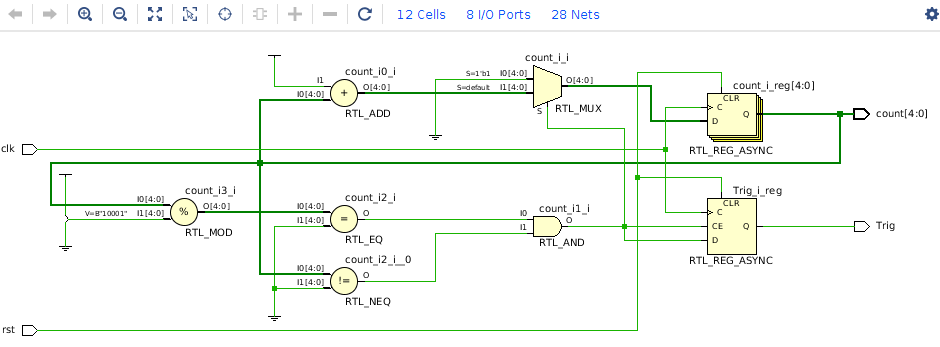 12 Cells 8 I/O Ports 28 Nets
count_i_i
count_i0_i
S=1'b1 I0[4:0]
I1
O[4:0]
count_i_reg[4:0]
I0[4:0]
O[4:0]
S=default I1[4:0]
CLR
C
S
RTL_MUX
Q
count[4:0]
RTL_ADD
D
clk
RTL_REG_ASYNC
count_i3_i
count_i2_i
count_i1_i
Trig_i_reg
I0[4:0]
O[4:0]
I0[4:0]
O
I0
CLR
V=B"10001" I1[4:0]
%
I1[4:0]
=
I1
O
C
RTL_MOD
RTL_EQ
RTL_AND
CE
Q
Trig
D
count_i2_i__0
RTL_REG_ASYNC
I0[4:0]
O
I1[4:0]
!=
RTL_NEQ
rst